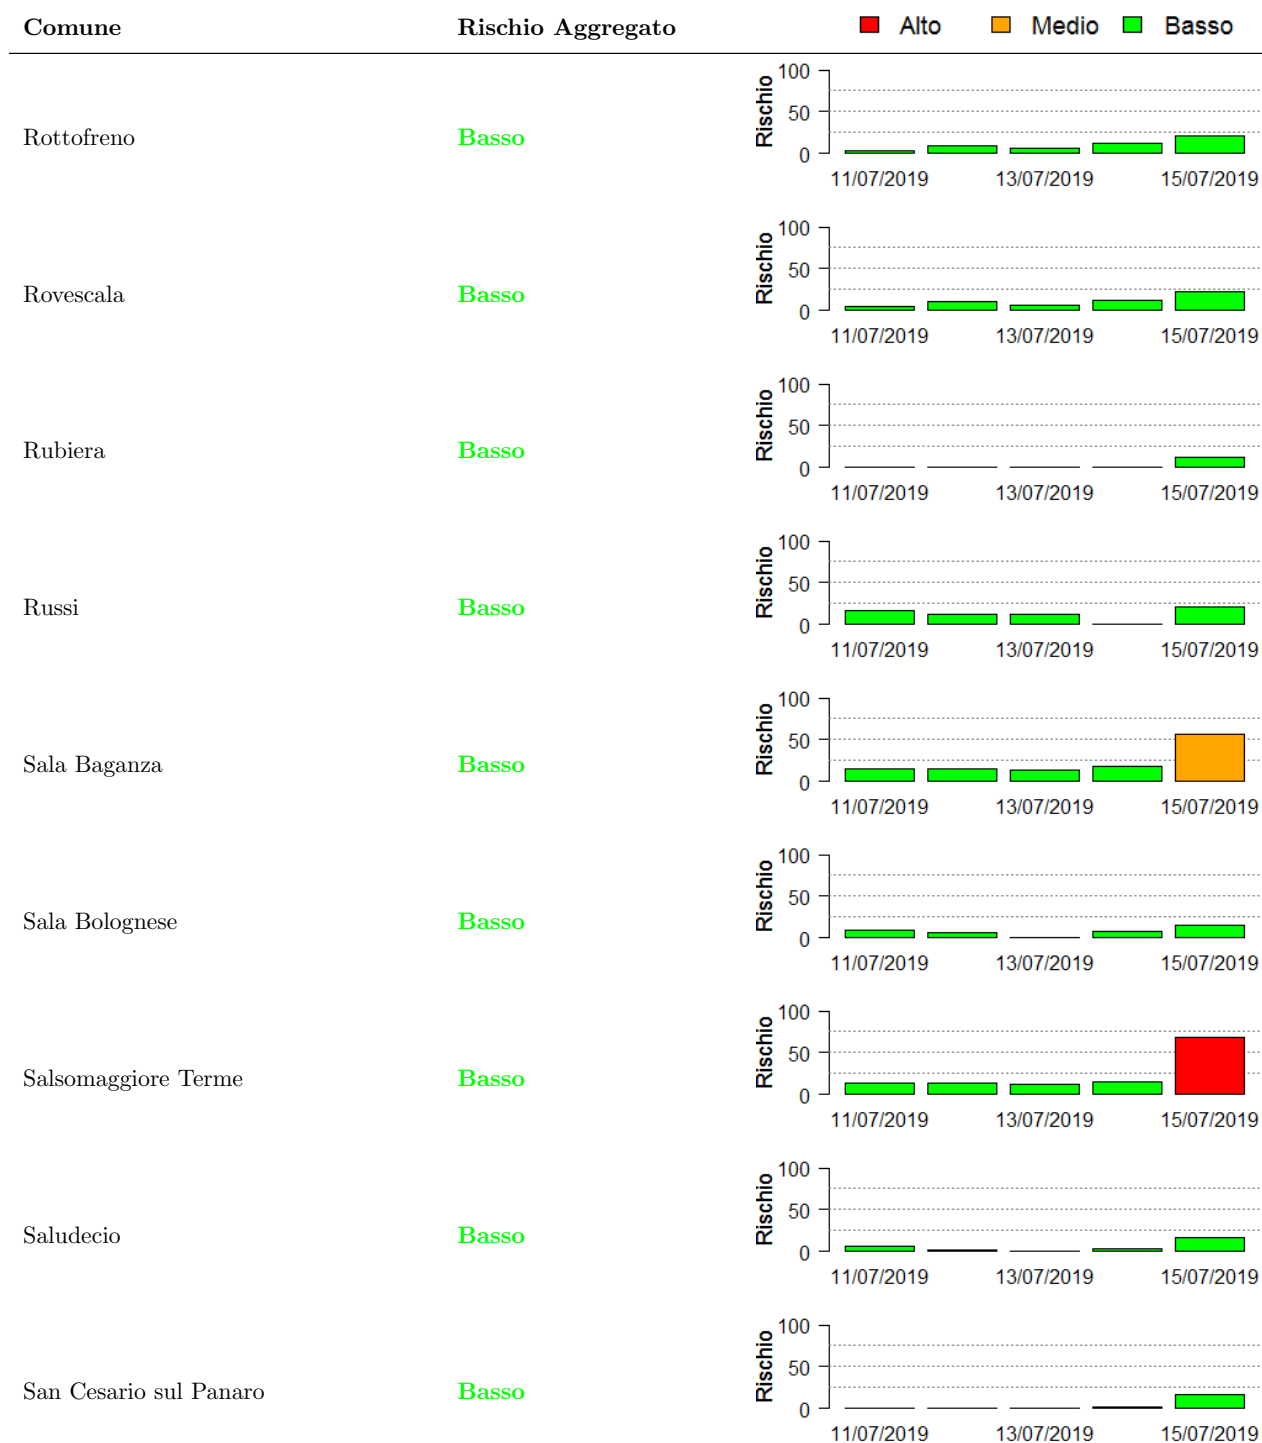 Comune Rischio Aggregato Alto Medio Basso
100
50
0
Rischio
Rottofreno Basso
11/07/2019 13/07/2019 15/07/2019
100
50
0
Rischio
Rovescala Basso
11/07/2019 13/07/2019 15/07/2019
100
50
0
Rischio
Rubiera Basso
11/07/2019 13/07/2019 15/07/2019
100
50
0
Rischio
Russi Basso
11/07/2019 13/07/2019 15/07/2019
100
50
0
Rischio
Sala Baganza Basso
11/07/2019 13/07/2019 15/07/2019
100
50
0
Rischio
Sala Bolognese Basso
11/07/2019 13/07/2019 15/07/2019
100
50
0
Rischio
Salsomaggiore Terme Basso
11/07/2019 13/07/2019 15/07/2019
100
50
0
Rischio
Saludecio Basso
11/07/2019 13/07/2019 15/07/2019
100
50
0
Rischio
San Cesario sul Panaro Basso
11/07/2019 13/07/2019 15/07/2019